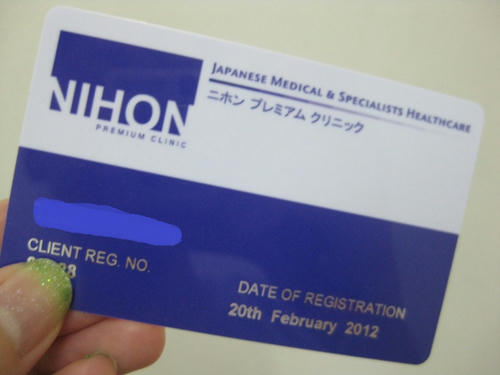 NIHON
PREMIUM CLINIC
JAPANESE MEDICAL & SPECIALISTS HEALTHCARE
ニホン プレミアム クリニック
CLIENT REG. NO.
DATE OF REGISTRATION
20th February 2012